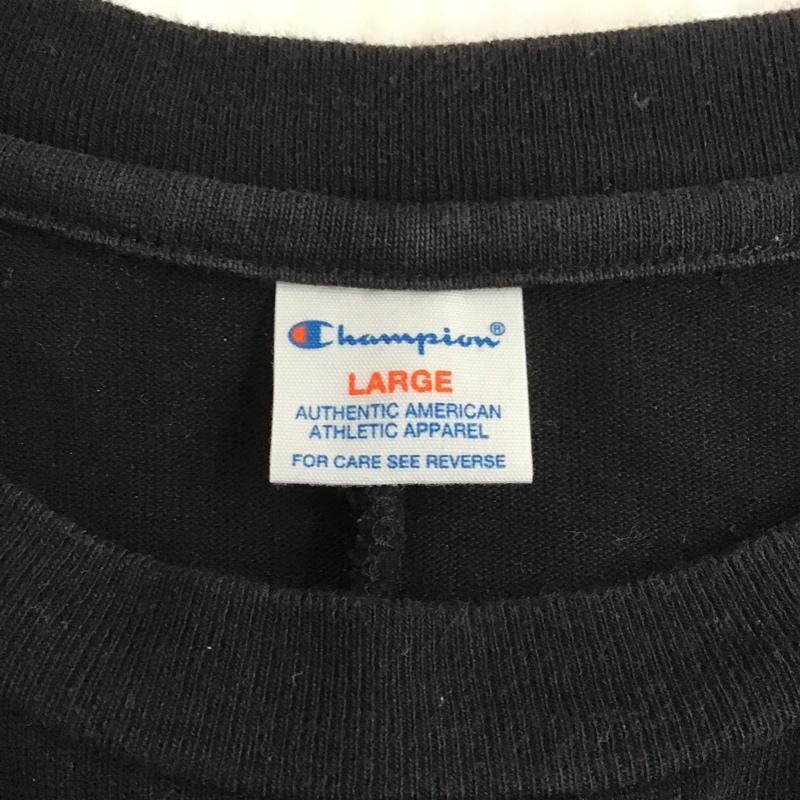 Champion®
LARGE
AUTHENTIC AMERICAN
ATHLETIC APPAREL
FOR CARE SEE REVERSE